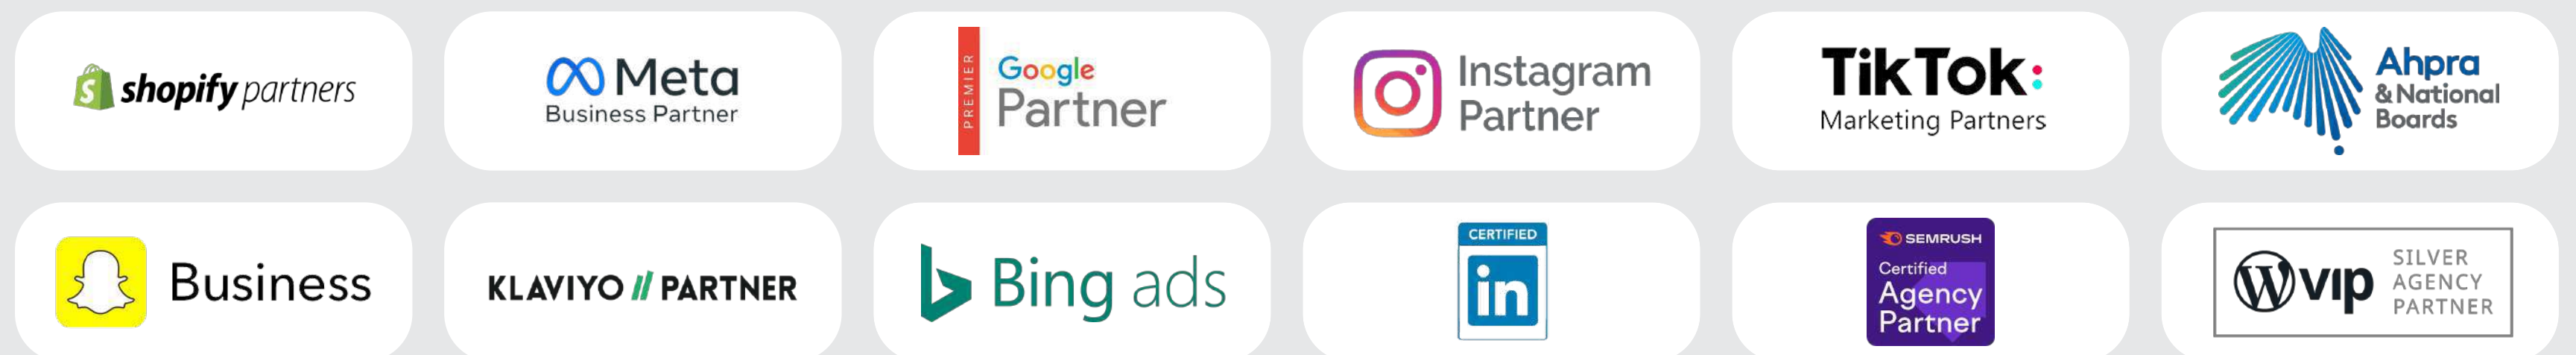 shopify partners
Meta
Business Partner
PREMIER
Google
Partner
Instagram
Partner
TikTok:
Marketing Partners
Ahpra
& National
Boards
Business
KLAVIYO // PARTNER
Bing ads
CERTIFIED
in
SEMRUSH
Certified
Agency
Partner
W vip
SILVER
AGENCY
PARTNER